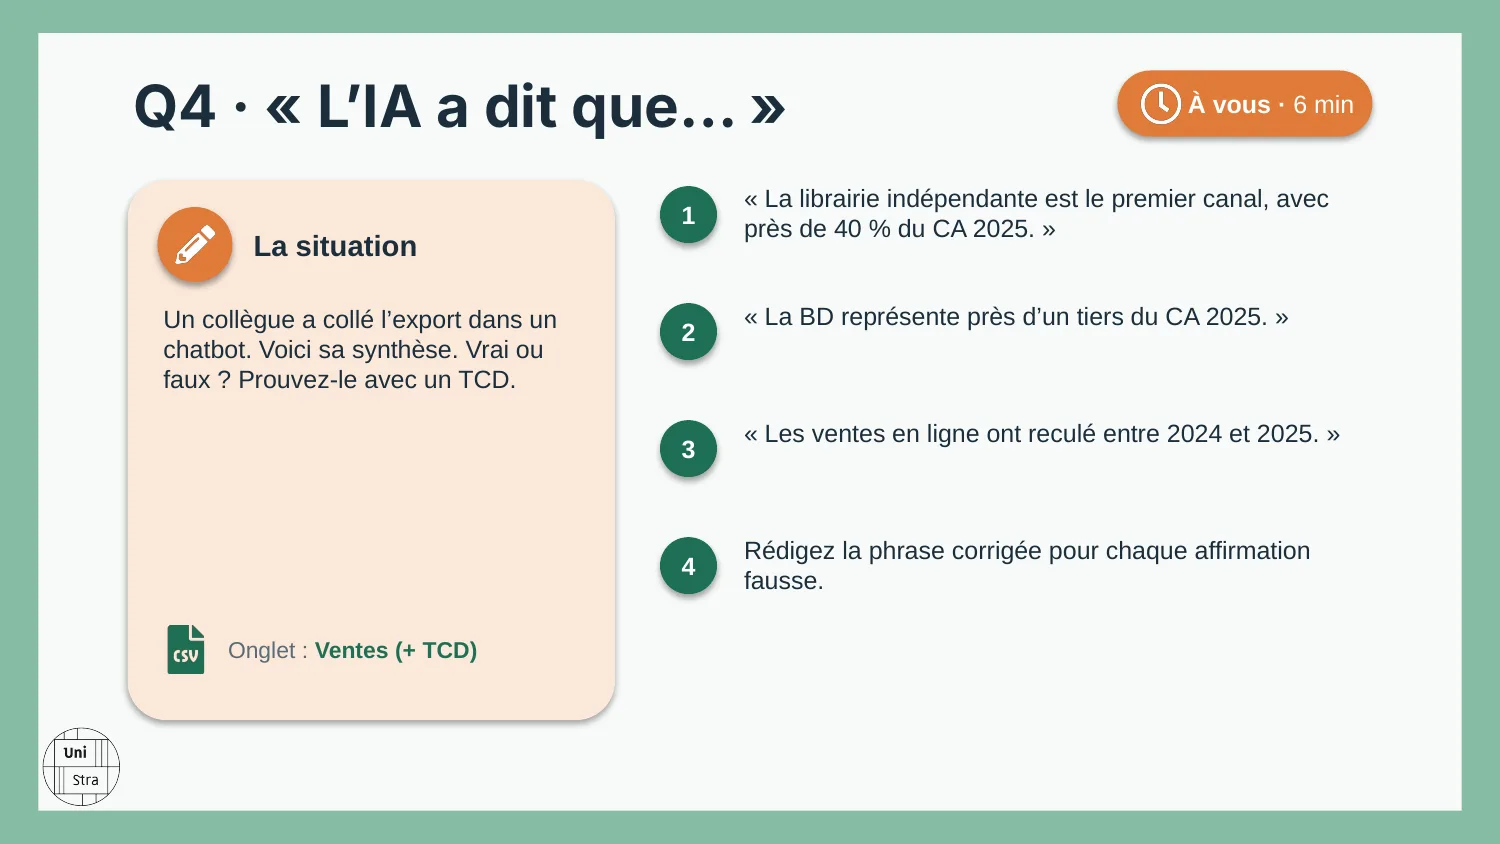 Q4 · « L’IA a dit que… »
À vous · 6 min
La situation
Un collègue a collé l’export dans un
chatbot. Voici sa synthèse. Vrai ou
faux ? Prouvez-le avec un TCD.
CSV
Onglet : Ventes (+ TCD)
1
« La librairie indépendante est le premier canal, avec
près de 40 % du CA 2025. »
2
« La BD représente près d’un tiers du CA 2025. »
3
« Les ventes en ligne ont reculé entre 2024 et 2025. »
4
Rédigez la phrase corrigée pour chaque affirmation
fausse.
Uni
Stra